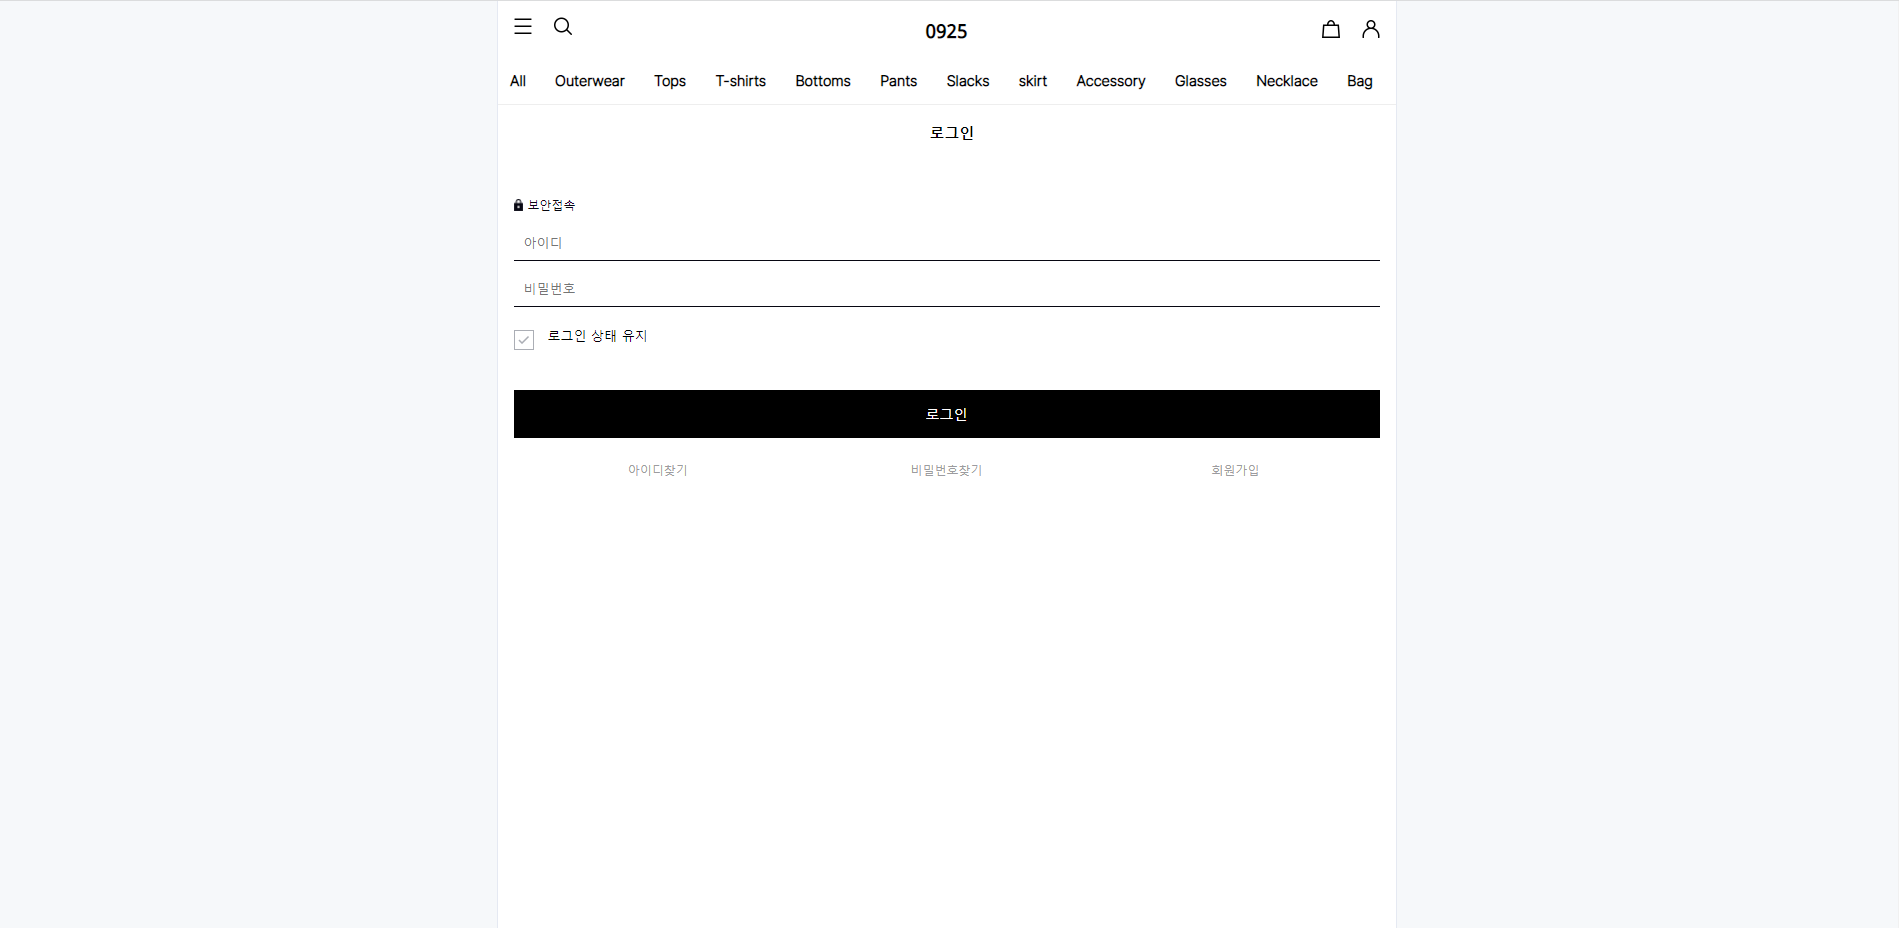 0925
All Outerwear Tops T-shirts Bottoms Pants Slacks skirt Accessory Glasses Necklace Bag
로그인
보안접속
아이디
비밀번호
로그인 상태 유지
로그인
아이디찾기 비밀번호찾기 회원가입